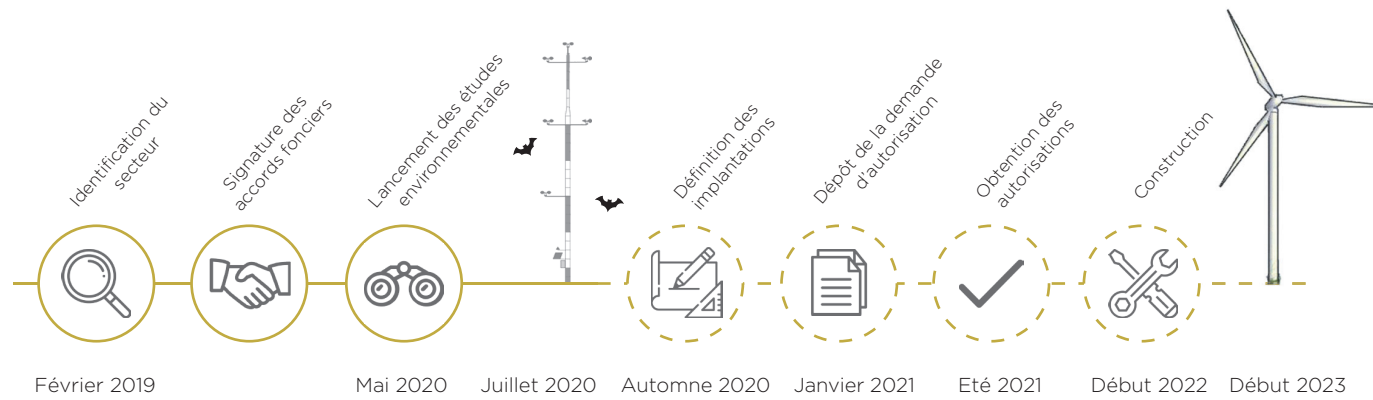 Identification du
secteur
Signature des
accords fonciers
Lancement des études
environnementales
Définition des
implantations
Dépôt de la demande
d'autorisation
Obtention des
autorisations
Construction
Février 2019
Mai 2020
Juillet 2020
Automne 2020
Janvier 2021
Eté 2021
Début 2022
Début 2023